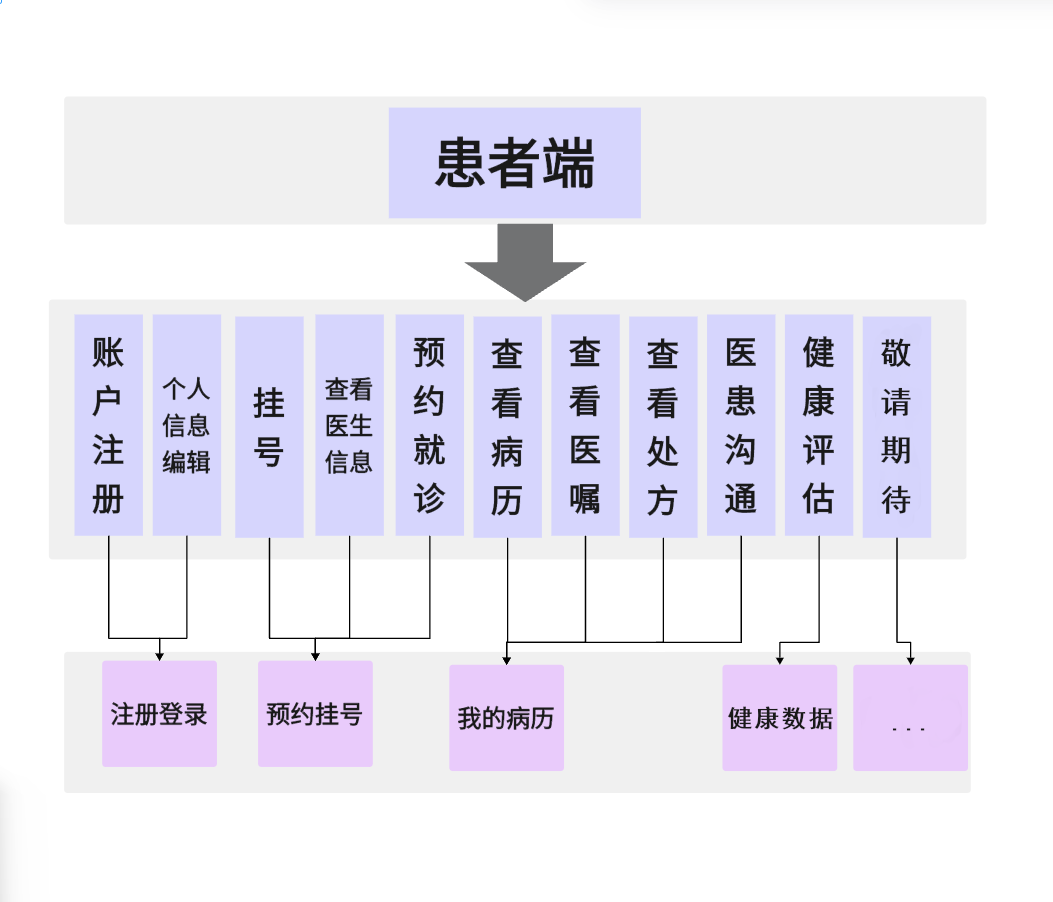 患者端
账户注册
个人
信息
编辑
挂号
查看
医生
信息
预约就诊
查看病历
查看医嘱
查看处方
医患沟通
健康评估
敬请期待
注册登录
预约挂号
我的病历
健康数据
...